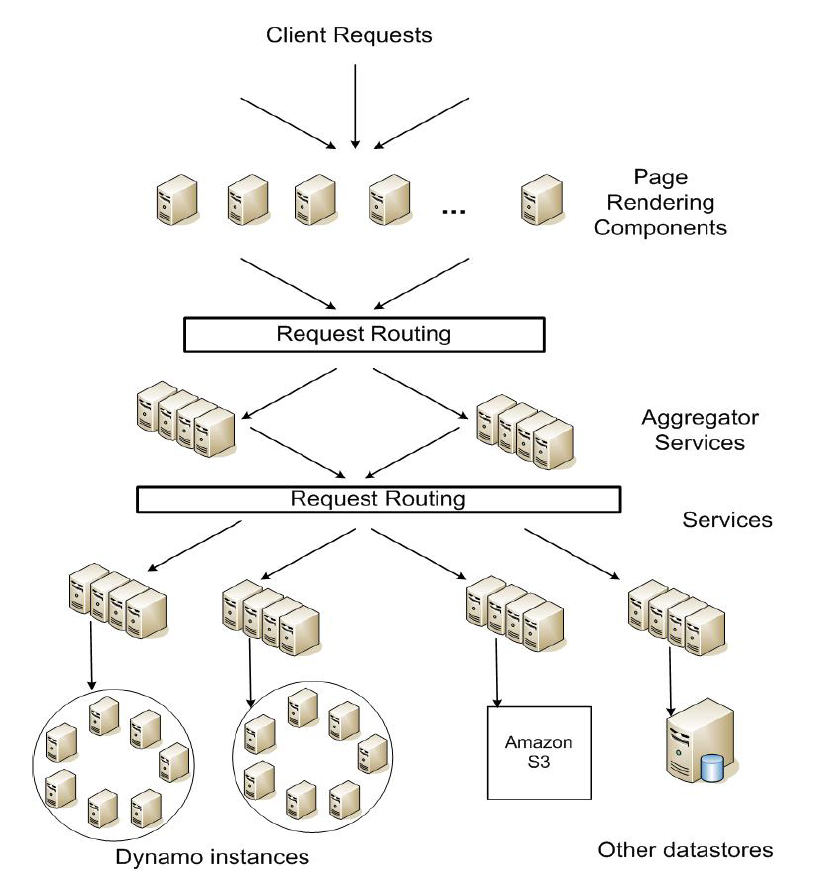 Client Requests
Page
Rendering
Components
...
Request Routing
Aggregator
Services
Request Routing
Services
Amazon
S3
Dynamo instances
Other datastores